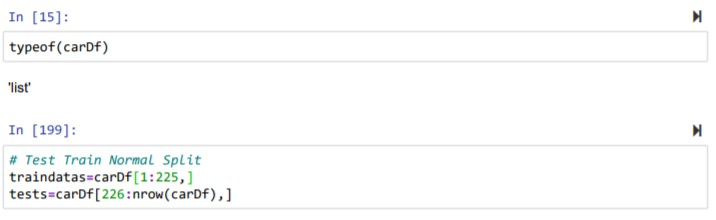 In [15]:
typeof(carDf)
'list'
In [199]:
# Test Train Normal Split
traindatas=carDf[1:225,]
tests=carDf[226:nrow(carDf),]